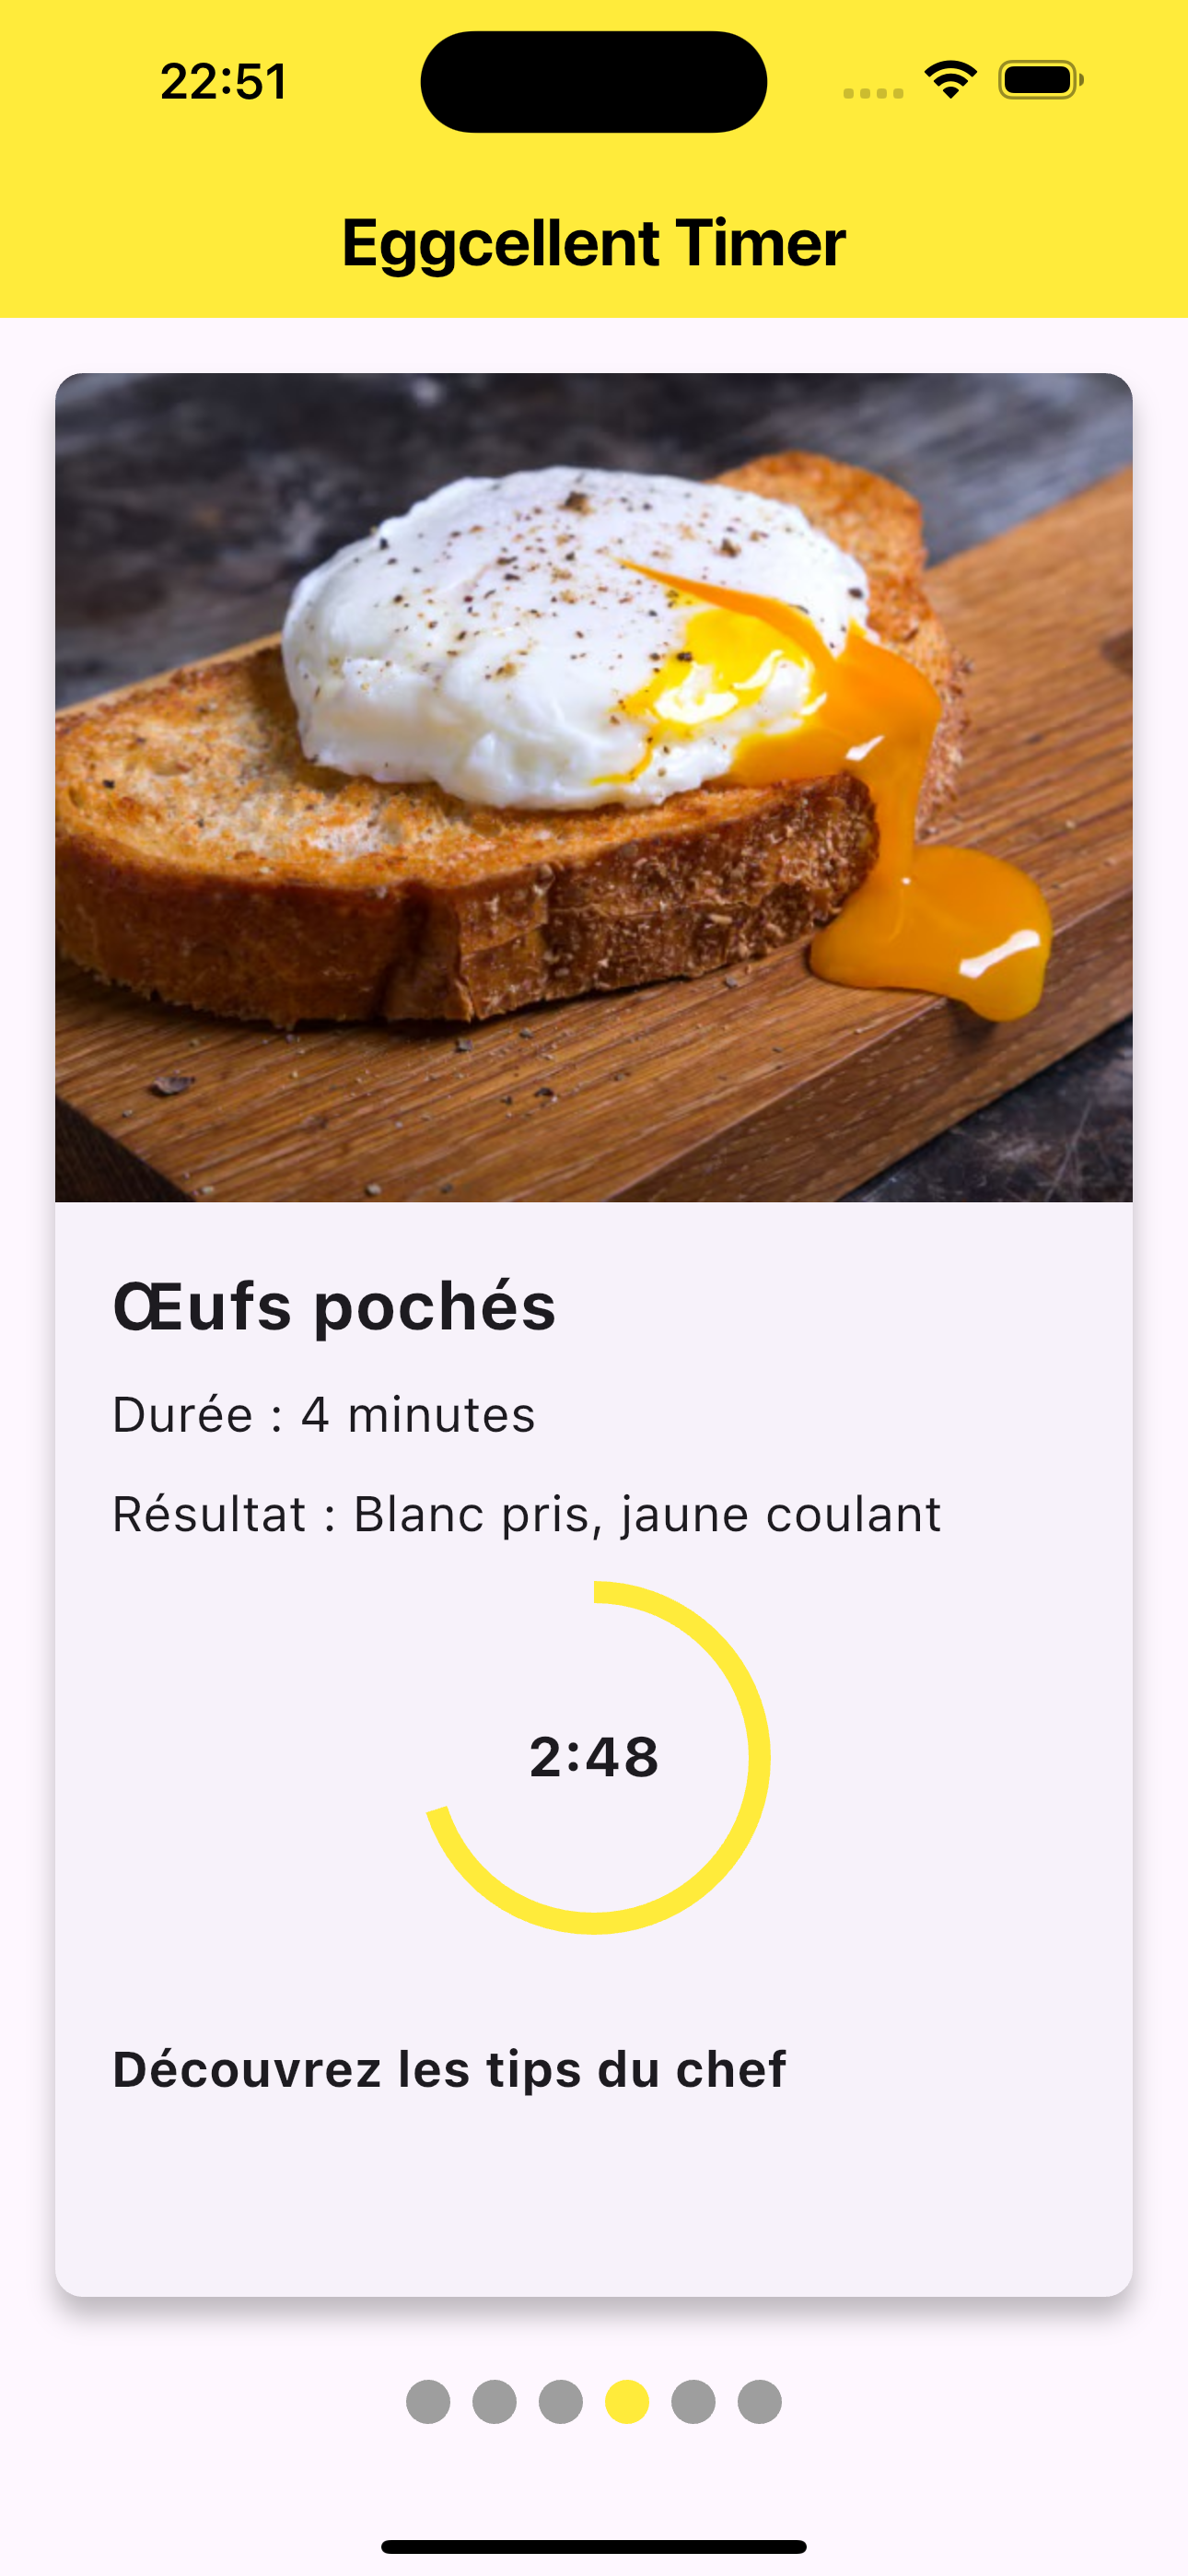 22:51
Eggcellent Timer
Œufs pochés
Durée : 4 minutes
Résultat : Blanc pris, jaune coulant
2:48
Découvrez les tips du chef